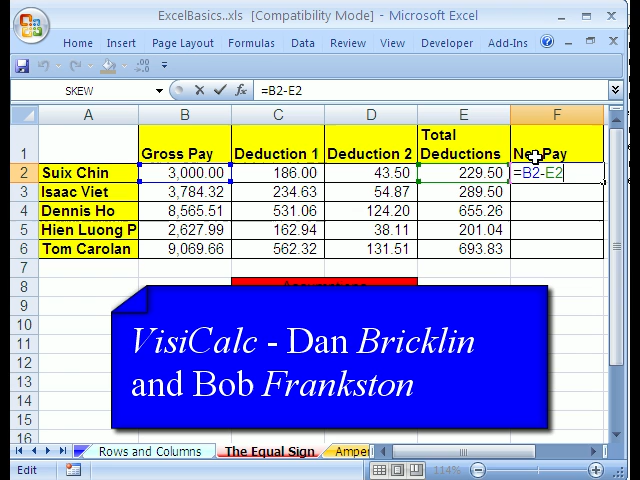 ExcelBasics..xls [Compatibility Mode] - Microsoft Excel
Home Insert Page Layout Formulas Data Review View Developer Add-Ins
SKEW =B2-E2
A B C D E F
1 Gross Pay Deduction 1 Deduction 2 Total Deductions Net Pay
2 Suix Chin 3,000.00 186.00 43.50 229.50 =B2-E2
3 Isaac Viet 3,784.32 234.63 54.87 289.50
4 Dennis Ho 8,565.51 531.06 124.20 655.26
5 Hien Luong P 2,627.99 162.94 38.11 201.04
6 Tom Carolan 9,069.66 562.32 131.51 693.83
7
8 Assumptions
9
10
11
12
13
14
15
16
VisiCalc - Dan Bricklin
and Bob Frankston
Rows and Columns The Equal Sign Amper
Edit 114%